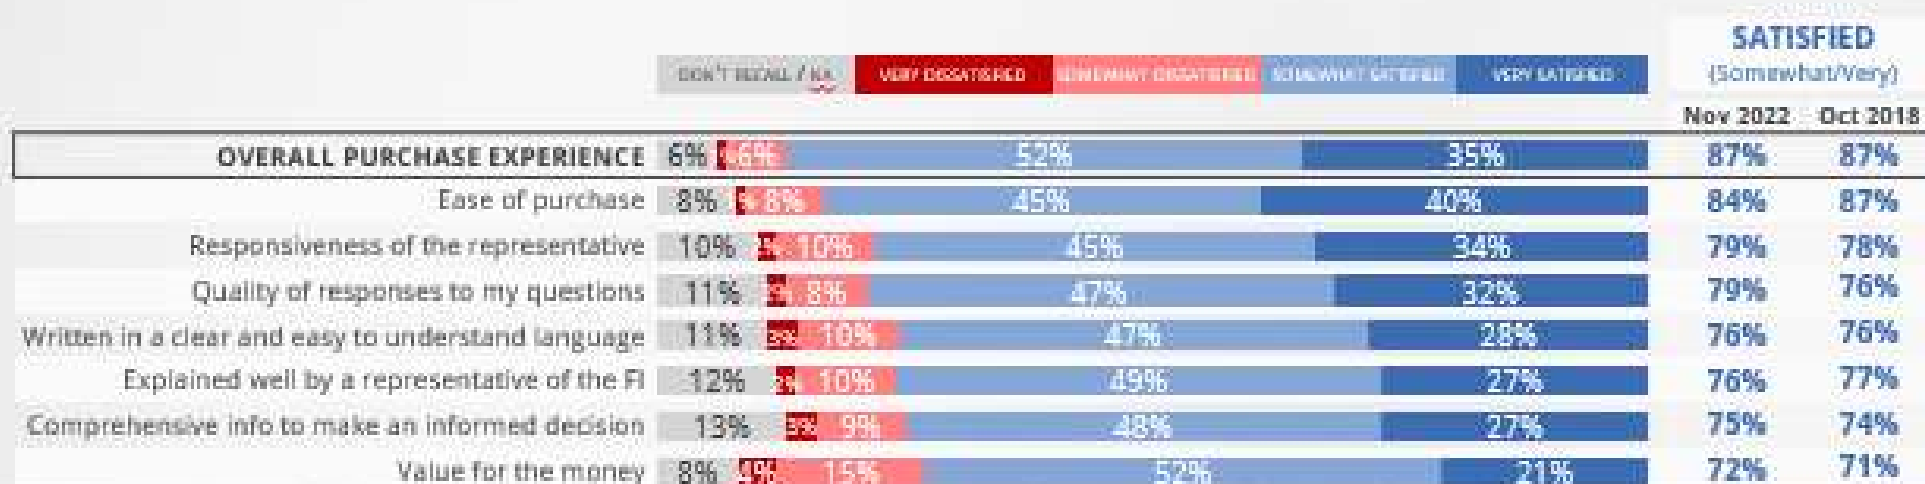 SATISFIED
(Somewhat/Very)
DON'T RECALL / NA VERY DISSATISFIED SOMEWHAT DISSATISFIED SOMEWHAT SATISFIED VERY SATISFIED
Nov 2022 Oct 2018
OVERALL PURCHASE EXPERIENCE 6% 6% 52% 35% 87% 87%
Ease of purchase 8% 8% 45% 40% 84% 87%
Responsiveness of the representative 10% 10% 45% 34% 79% 78%
Quality of responses to my questions 11% 8% 47% 32% 79% 76%
Written in a clear and easy to understand language 11% 3% 10% 47% 28% 76% 76%
Explained well by a representative of the FI 12% 10% 49% 27% 76% 77%
Comprehensive info to make an informed decision 13% 3% 9% 48% 27% 75% 74%
Value for the money 8% 4% 15% 52% 21% 72% 71%